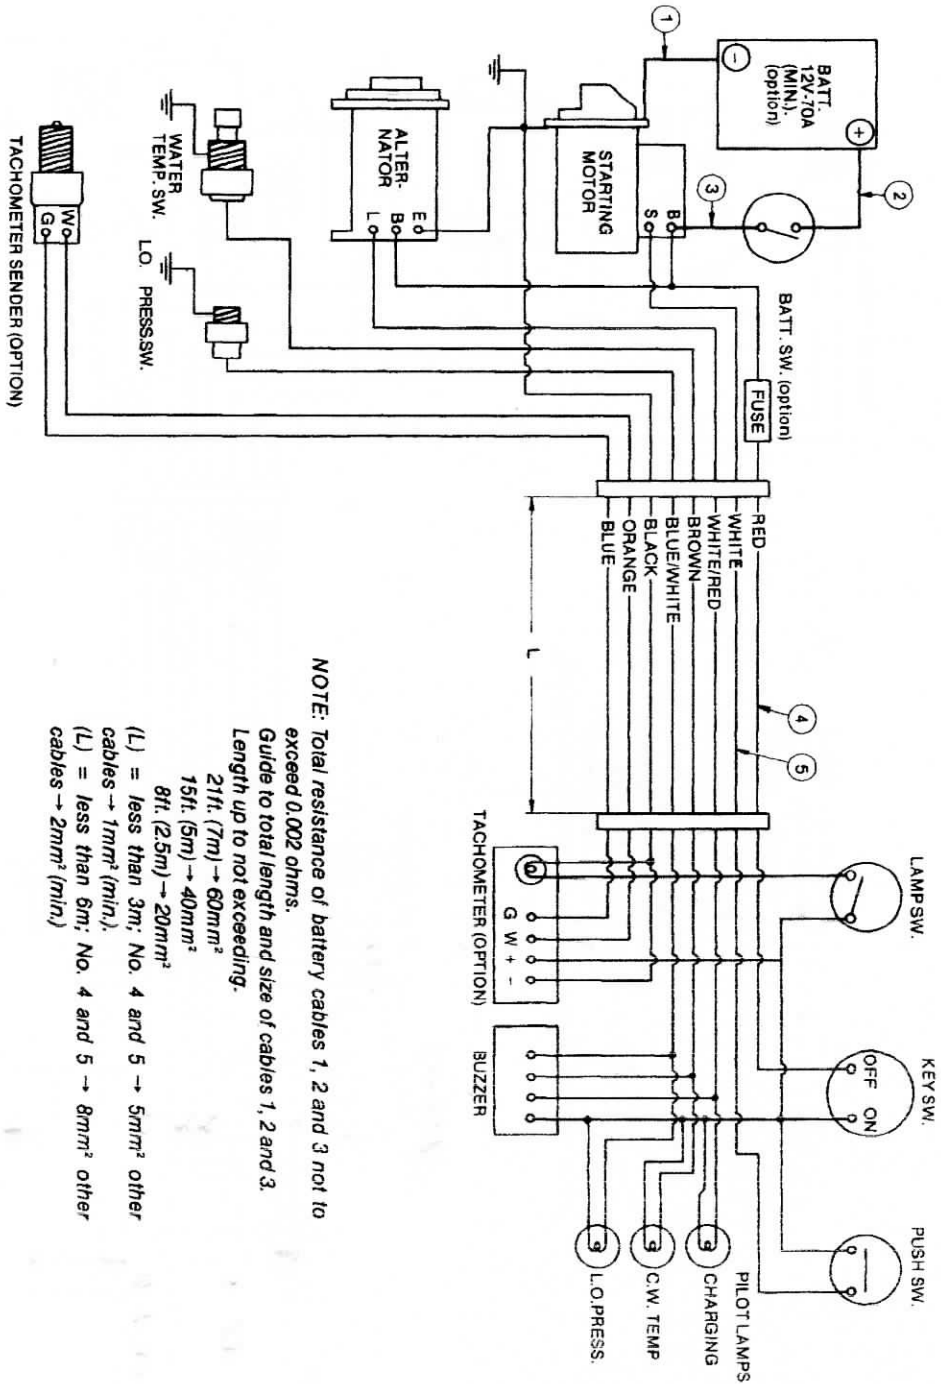 1
BATT.
12V-70A
(MIN.).
(option)
−
+
2
3
STARTING
MOTOR
S
B
BATT. SW. (option)
FUSE
ALTER-
NATOR
L
B
E
WATER
TEMP. SW.
L.O. PRESS.SW.
TACHOMETER SENDER (OPTION)
G
W
RED
WHITE
WHITE/RED
BROWN
BLUE/WHITE
BLACK
ORANGE
BLUE
L
4
5
LAMP SW.
KEY SW.
OFF
ON
PUSH SW.
TACHOMETER (OPTION)
G W + -
BUZZER
PILOT LAMPS
CHARGING
C.W. TEMP
L.O.PRESS.
NOTE: Total resistance of battery cables 1, 2 and 3 not to
exceed 0.002 ohms.
Guide to total length and size of cables 1, 2 and 3.
Length up to not exceeding.
21ft. (7m) → 60mm²
15ft. (5m) → 40mm²
8ft. (2.5m) → 20mm²
(L) = less than 3m; No. 4 and 5 → 5mm² other
cables → 1mm² (min.).
(L) = less than 6m; No. 4 and 5 → 8mm² other
cables → 2mm² (min.)